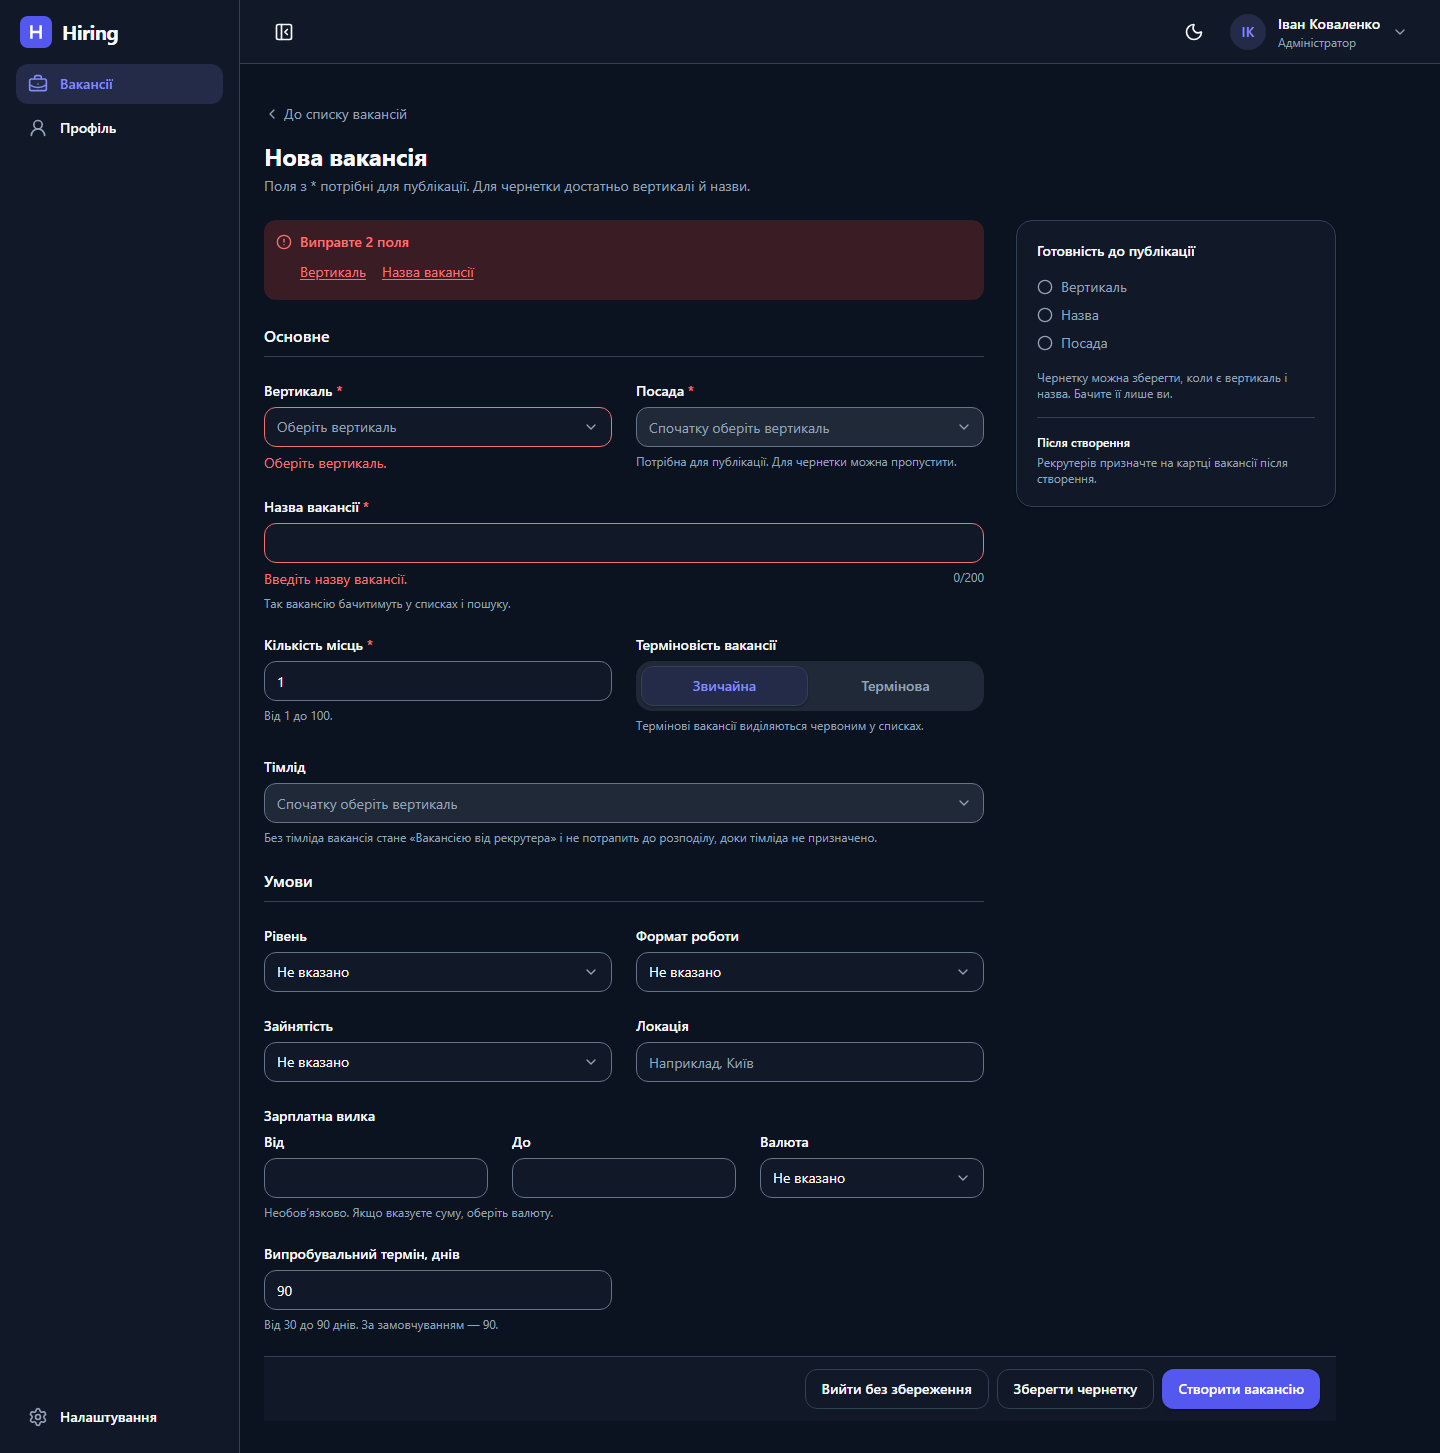 H Hiring
Вакансії
Профіль
Налаштування
ІК
Іван Коваленко
Адміністратор
До списку вакансій
Нова вакансія
Поля з * потрібні для публікації. Для чернетки достатньо вертикалі й назви.
Виправте 2 поля
Вертикаль Назва вакансії
Основне
Вертикаль *
Оберіть вертикаль
Оберіть вертикаль.
Посада *
Спочатку оберіть вертикаль
Потрібна для публікації. Для чернетки можна пропустити.
Назва вакансії *
Введіть назву вакансії.
0/200
Так вакансію бачитимуть у списках і пошуку.
Кількість місць *
1
Від 1 до 100.
Терміновість вакансії
Звичайна Термінова
Термінові вакансії виділяються червоним у списках.
Тімлід
Спочатку оберіть вертикаль
Без тімліда вакансія стане «Вакансією від рекрутера» і не потрапить до розподілу, доки тімліда не призначено.
Умови
Рівень
Не вказано
Формат роботи
Не вказано
Зайнятість
Не вказано
Локація
Наприклад, Київ
Зарплатна вилка
Від
До
Валюта
Не вказано
Необов'язково. Якщо вказуєте суму, оберіть валюту.
Випробувальний термін, днів
90
Від 30 до 90 днів. За замовчуванням — 90.
Готовність до публікації
Вертикаль
Назва
Посада
Чернетку можна зберегти, коли є вертикаль і
назва. Бачите її лише ви.
Після створення
Рекрутерів призначте на картці вакансії після
створення.
Вийти без збереження
Зберегти чернетку
Створити вакансію